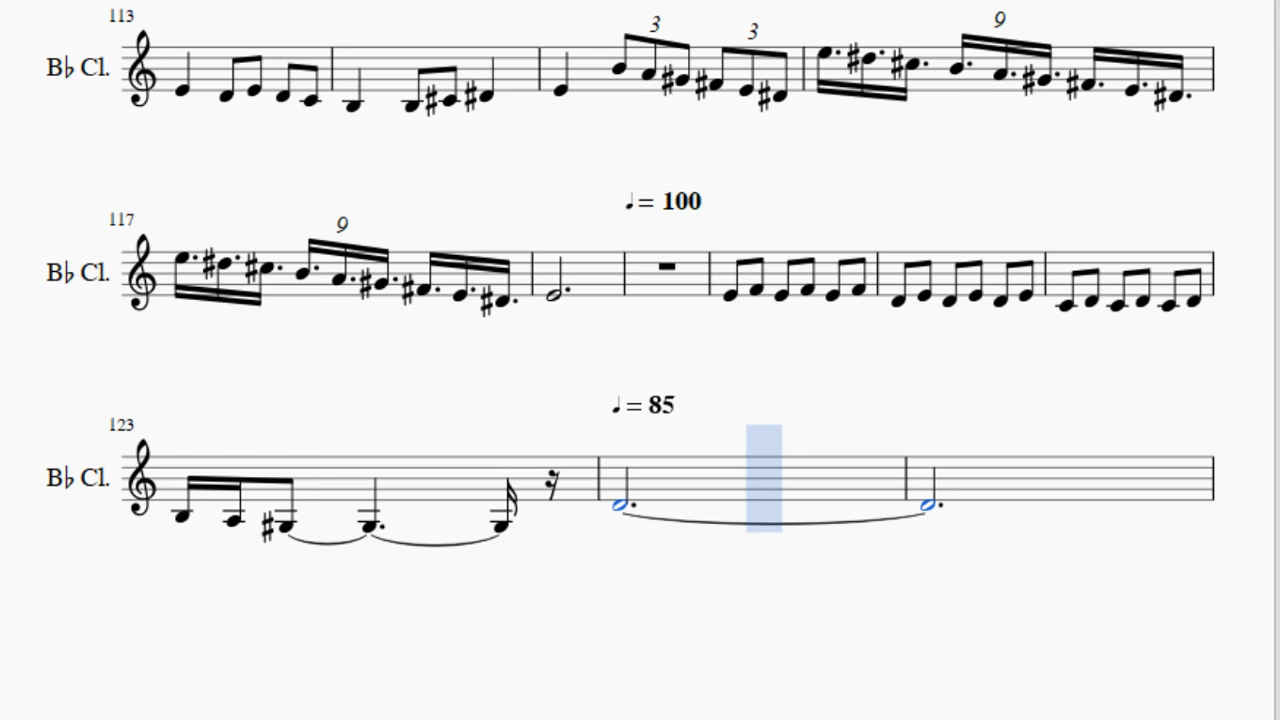 113
3
3
9
B♭ Cl.
♩ = 100
117
9
B♭ Cl.
♩ = 85
123
B♭ Cl.